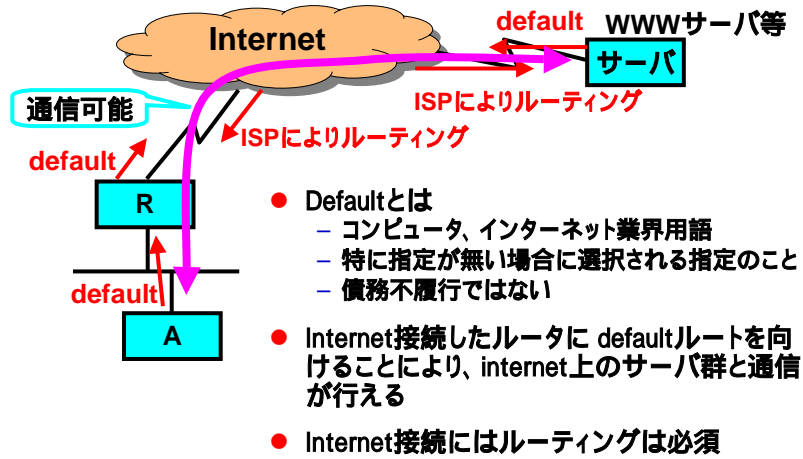 default WWWサーバ等
Internet
サーバ
ISPによりルーティング
通信可能
ISPによりルーティング
default
R
default
A
● Defaultとは
– コンピュータ、インターネット業界用語
– 特に指定が無い場合に選択される指定のこと
– 債務不履行ではない
● Internet接続したルータに defaultルートを向
けることにより、internet上のサーバ群と通信
が行える
● Internet接続にはルーティングは必須